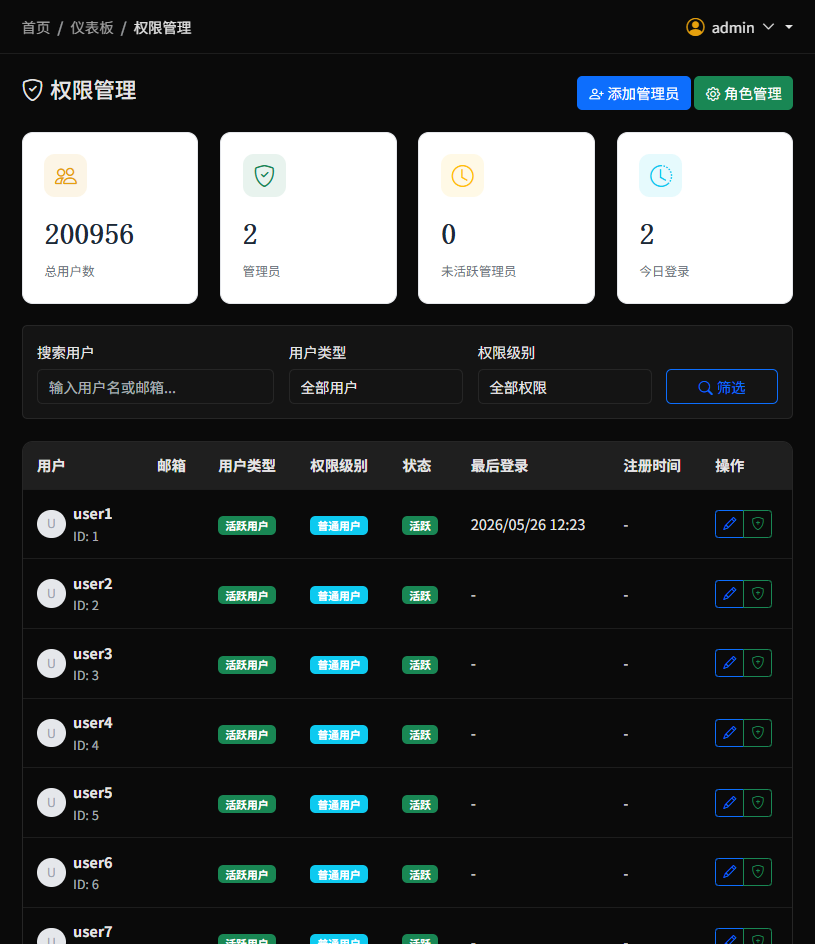 首页 / 仪表板 / 权限管理
admin
权限管理
添加管理员
角色管理
200956
总用户数
2
管理员
0
未活跃管理员
2
今日登录
搜索用户
用户类型
权限级别
输入用户名或邮箱...
全部用户
全部权限
筛选
用户 邮箱 用户类型 权限级别 状态 最后登录 注册时间 操作
U user1 活跃用户 普通用户 活跃 2026/05/26 12:23 -
ID: 1
U user2 活跃用户 普通用户 活跃 - -
ID: 2
U user3 活跃用户 普通用户 活跃 - -
ID: 3
U user4 活跃用户 普通用户 活跃 - -
ID: 4
U user5 活跃用户 普通用户 活跃 - -
ID: 5
U user6 活跃用户 普通用户 活跃 - -
ID: 6
U user7 活跃用户 普通用户 活跃 - -